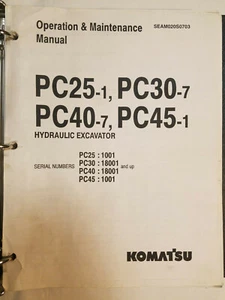 Operation & Maintenance
Manual
SEAM020S0703
PC25-1, PC30-7
PC40-7, PC45-1
HYDRAULIC EXCAVATOR
PC25 : 1001
PC30 : 18001
SERIAL NUMBERS PC40 : 18001 and up
PC45 : 1001
KOMATSU